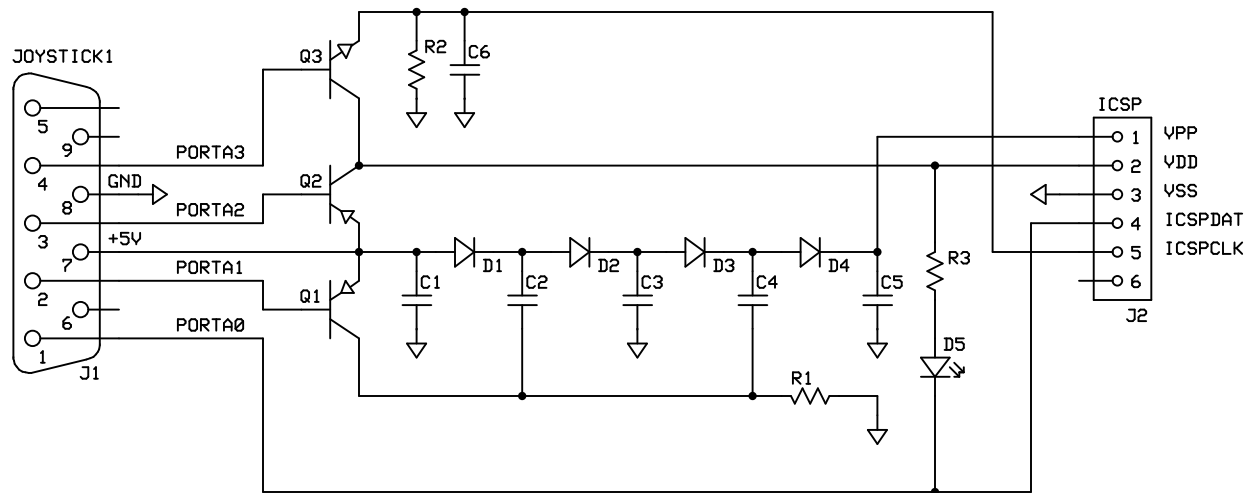 JOYSTICK1
5
9
4
8
3
7
2
6
1
J1
PORTA3
GND
PORTA2
+5V
PORTA1
PORTA0
Q3
R2
C6
Q2
Q1
C1
D1
C2
D2
C3
D3
C4
D4
C5
R1
R3
D5
ICSP
1 VPP
2 VDD
3 VSS
4 ICSPDAT
5 ICSPCLK
6
J2